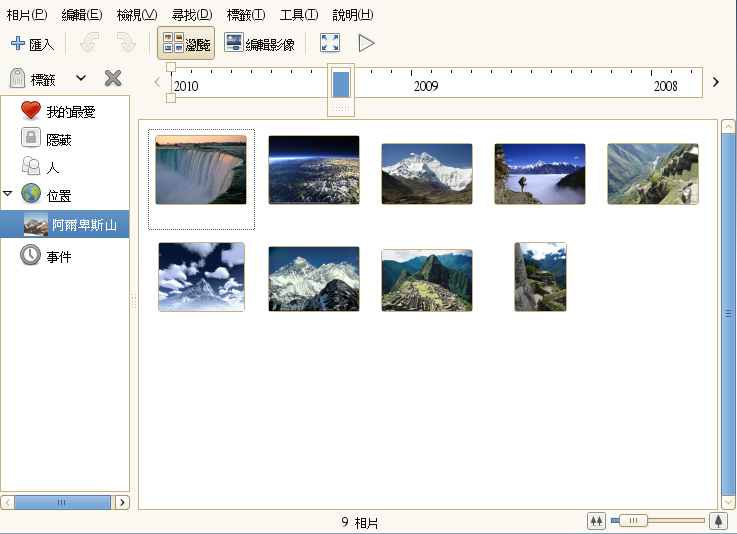 相片(P) 編輯(E) 檢視(V) 尋找(D) 標籤(T) 工具(T) 說明(H)
匯入 瀏覽 編輯影像
標籤
2010 2009 2008
我的最愛
隱藏
人
位置
阿爾卑斯山
事件
9 相片